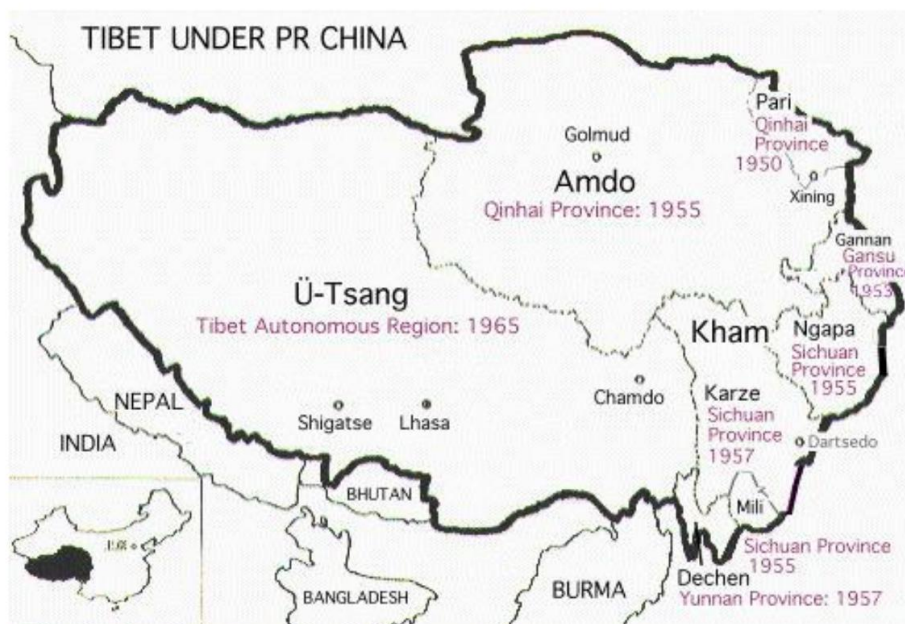 TIBET UNDER PR CHINA
Pari
Qinhai
Province
1950
Golmud
Xining
Amdo
Qinhai Province: 1955
Gannan
Gansu
Province
1953
Ü-Tsang
Tibet Autonomous Region: 1965
Kham
Ngapa
Sichuan
Province
1955
Chamdo
Karze
Sichuan
Province
1957
NEPAL
Shigatse
Lhasa
Dartsedo
INDIA
BHUTAN
Mili
Sichuan Province
1955
Dechen
Yunnan Province: 1957
BANGLADESH
BURMA